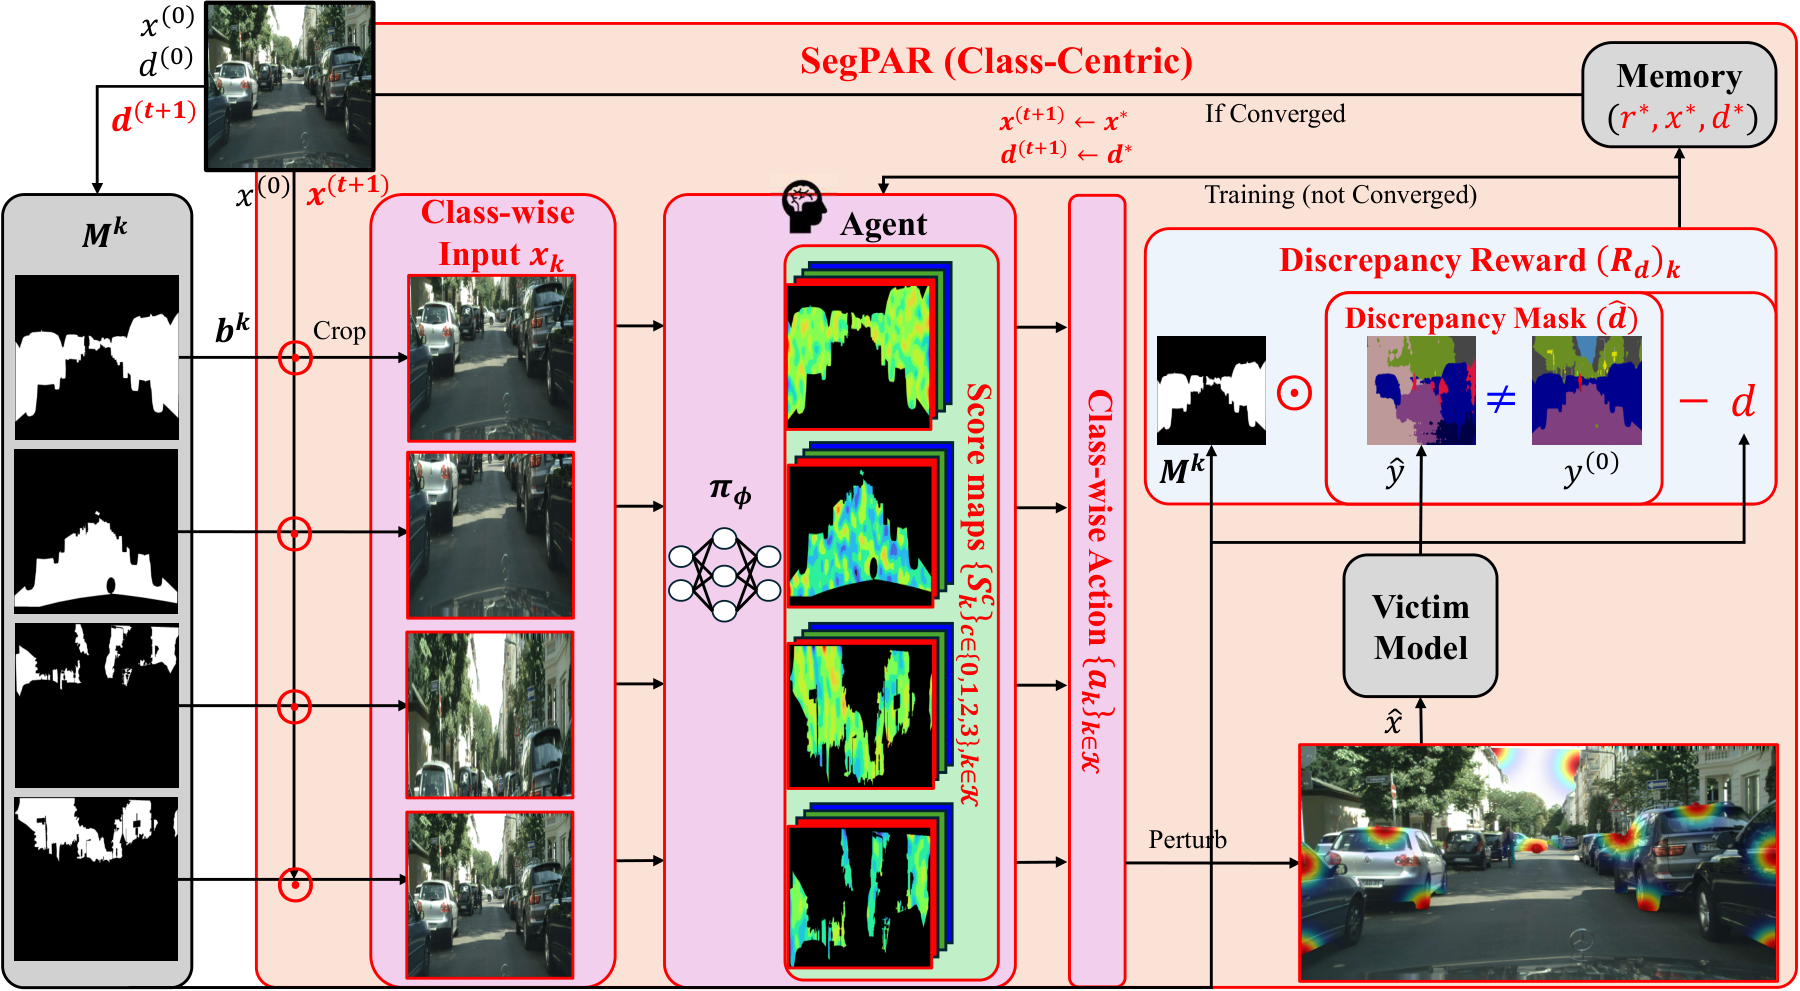 x^(0)
d^(0)
d^(t+1)
SegPAR (Class-Centric)
Memory
(r*, x*, d*)
If Converged
x^(t+1) ← x*
d^(t+1) ← d*
Training (not Converged)
x^(0) x^(t+1)
M^k
Class-wise
Input x_k
Agent
b^k
Crop
π_ϕ
Score maps {S_k^c}_{c∈{0,1,2,3},k∈𝒦}
Class-wise Action {a_k}_{k∈𝒦}
Discrepancy Reward (R_d)_k
Discrepancy Mask (d̂)
⊙ ≠ − d
M^k ŷ y^(0)
Victim
Model
x̂
Perturb